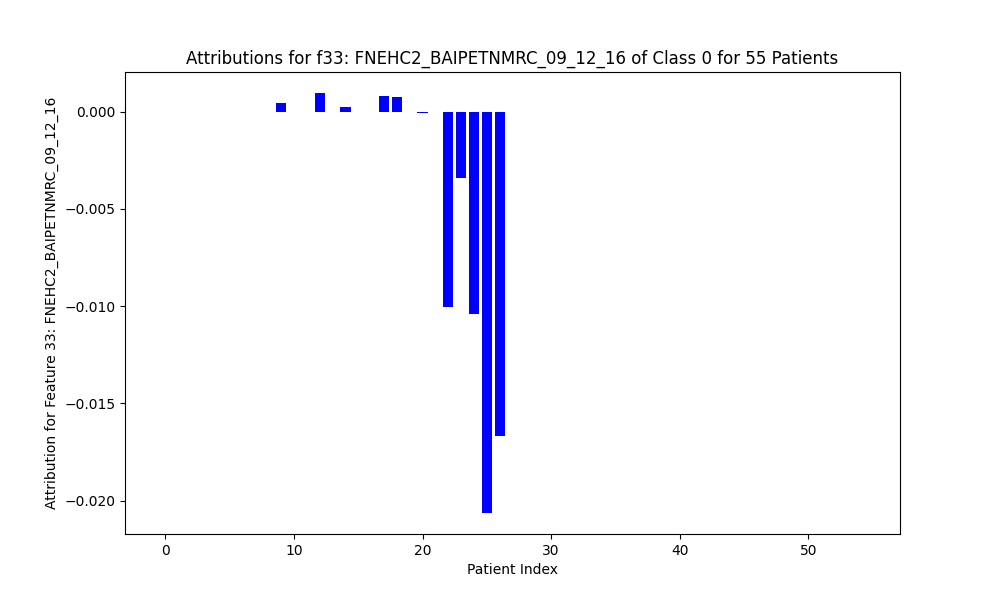 Attributions for f33: FNEHC2_BAIPETNMRC_09_12_16 of Class 0 for 55 Patients
Attribution for Feature 33: FNEHC2_BAIPETNMRC_09_12_16
0.000
−0.005
−0.010
−0.015
−0.020
0 10 20 30 40 50
Patient Index